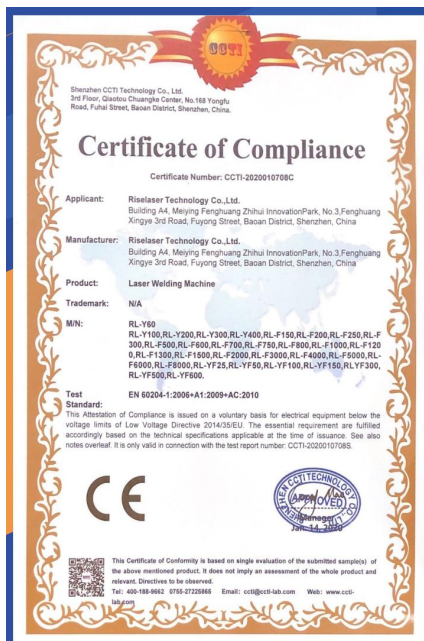 CCTI
Shenzhen CCTI Technology Co., Ltd.
3rd Floor, Qiaotou Chuangke Center, No.168 Yongfu
Road, Fuhai Street, Baoan District, Shenzhen, China.
Certificate of Compliance
Certificate Number: CCTI-2020010708C
Applicant: Riselaser Technology Co.,Ltd.
Building A4, Meiying Fenghuang Zhihui InnovationPark, No.3,Fenghuang
Xingye 3rd Road, Fuyong Street, Baoan District, Shenzhen, China
Manufacturer: Riselaser Technology Co.,Ltd.
Building A4, Meiying Fenghuang Zhihui InnovationPark, No.3,Fenghuang
Xingye 3rd Road, Fuyong Street, Baoan District, Shenzhen, China
Product: Laser Welding Machine
Trademark: N/A
M/N: RL-Y60
RL-Y100,RL-Y200,RL-Y300,RL-Y400,RL-F150,RL-F200,RL-F250,RL-F
300,RL-F500,RL-F600,RL-F700,RL-F750,RL-F800,RL-F1000,RL-F120
0,RL-F1300,RL-F1500,RL-F2000,RL-F3000,RL-F4000,RL-F5000,RL-
F6000,RL-F8000,RL-YF25,RL-YF50,RL-YF100,RL-YF150,RLYF300,
RL-YF500,RL-YF600.
Test EN 60204-1:2006+A1:2009+AC:2010
Standard:
This Attestation of Compliance is issued on a voluntary basis for electrical equipment below the
voltage limits of Low Voltage Directive 2014/35/EU. The essential requirement are fulfilled
accordingly based on the technical specifications applicable at the time of issuance. See also
notes overleaf. It is only valid in connection with the test report number: CCTI-2020010708S.
CE
SHENZHEN CCTI TECHNOLOGY CO., LTD.
APPROVED
Manager
Jan. 14, 2020
This Certificate of Conformity is based on single evaluation of the submitted sample(s) of
the above mentioned product. It does not imply an assessment of the whole product and
relevant. Directives to be observed.
Tel: 400-188-9662 0755-27225865 Email: ccti@ccti-lab.com Web: www.ccti-
lab.com